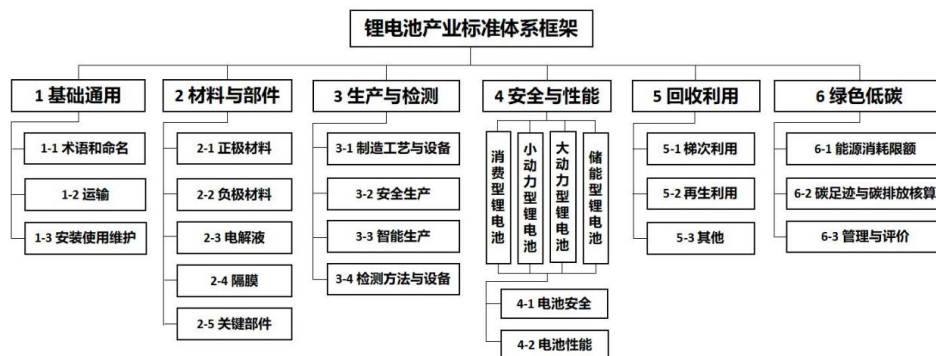 锂电池产业标准体系框架
1 基础通用
1-1 术语和命名
1-2 运输
1-3 安装使用维护
2 材料与部件
2-1 正极材料
2-2 负极材料
2-3 电解液
2-4 隔膜
2-5 关键部件
3 生产与检测
3-1 制造工艺与设备
3-2 安全生产
3-3 智能生产
3-4 检测方法与设备
4 安全与性能
消费型锂电池
小动力型锂电池
大动力型锂电池
储能型锂电池
4-1 电池安全
4-2 电池性能
5 回收利用
5-1 梯次利用
5-2 再生利用
5-3 其他
6 绿色低碳
6-1 能源消耗限额
6-2 碳足迹与碳排放核算
6-3 管理与评价